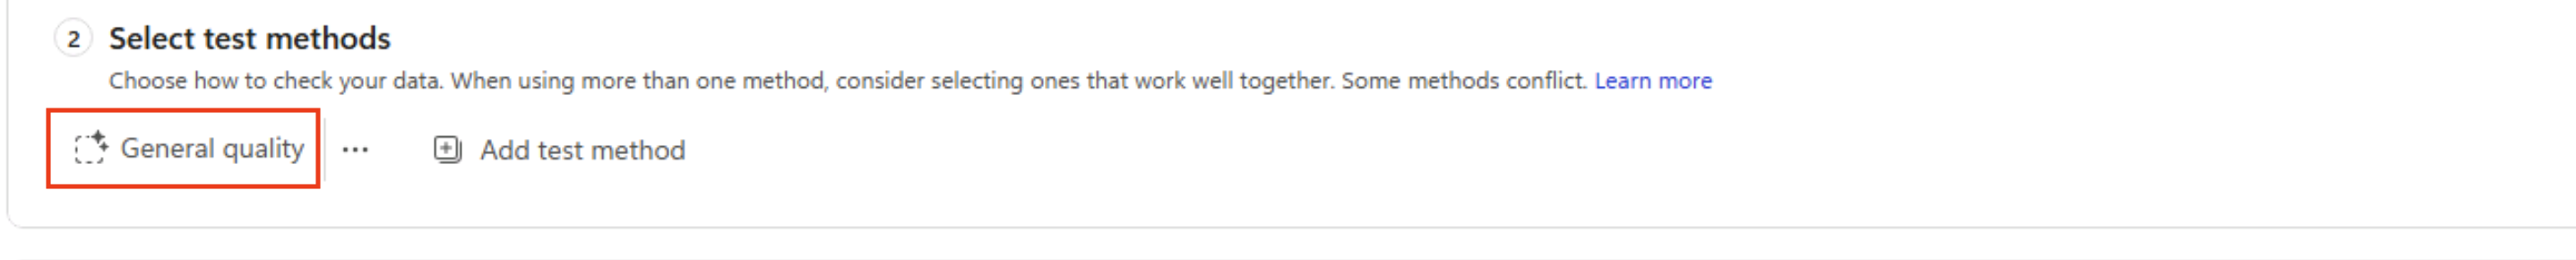 2 Select test methods
Choose how to check your data. When using more than one method, consider selecting ones that work well together. Some methods conflict. Learn more
General quality ··· Add test method